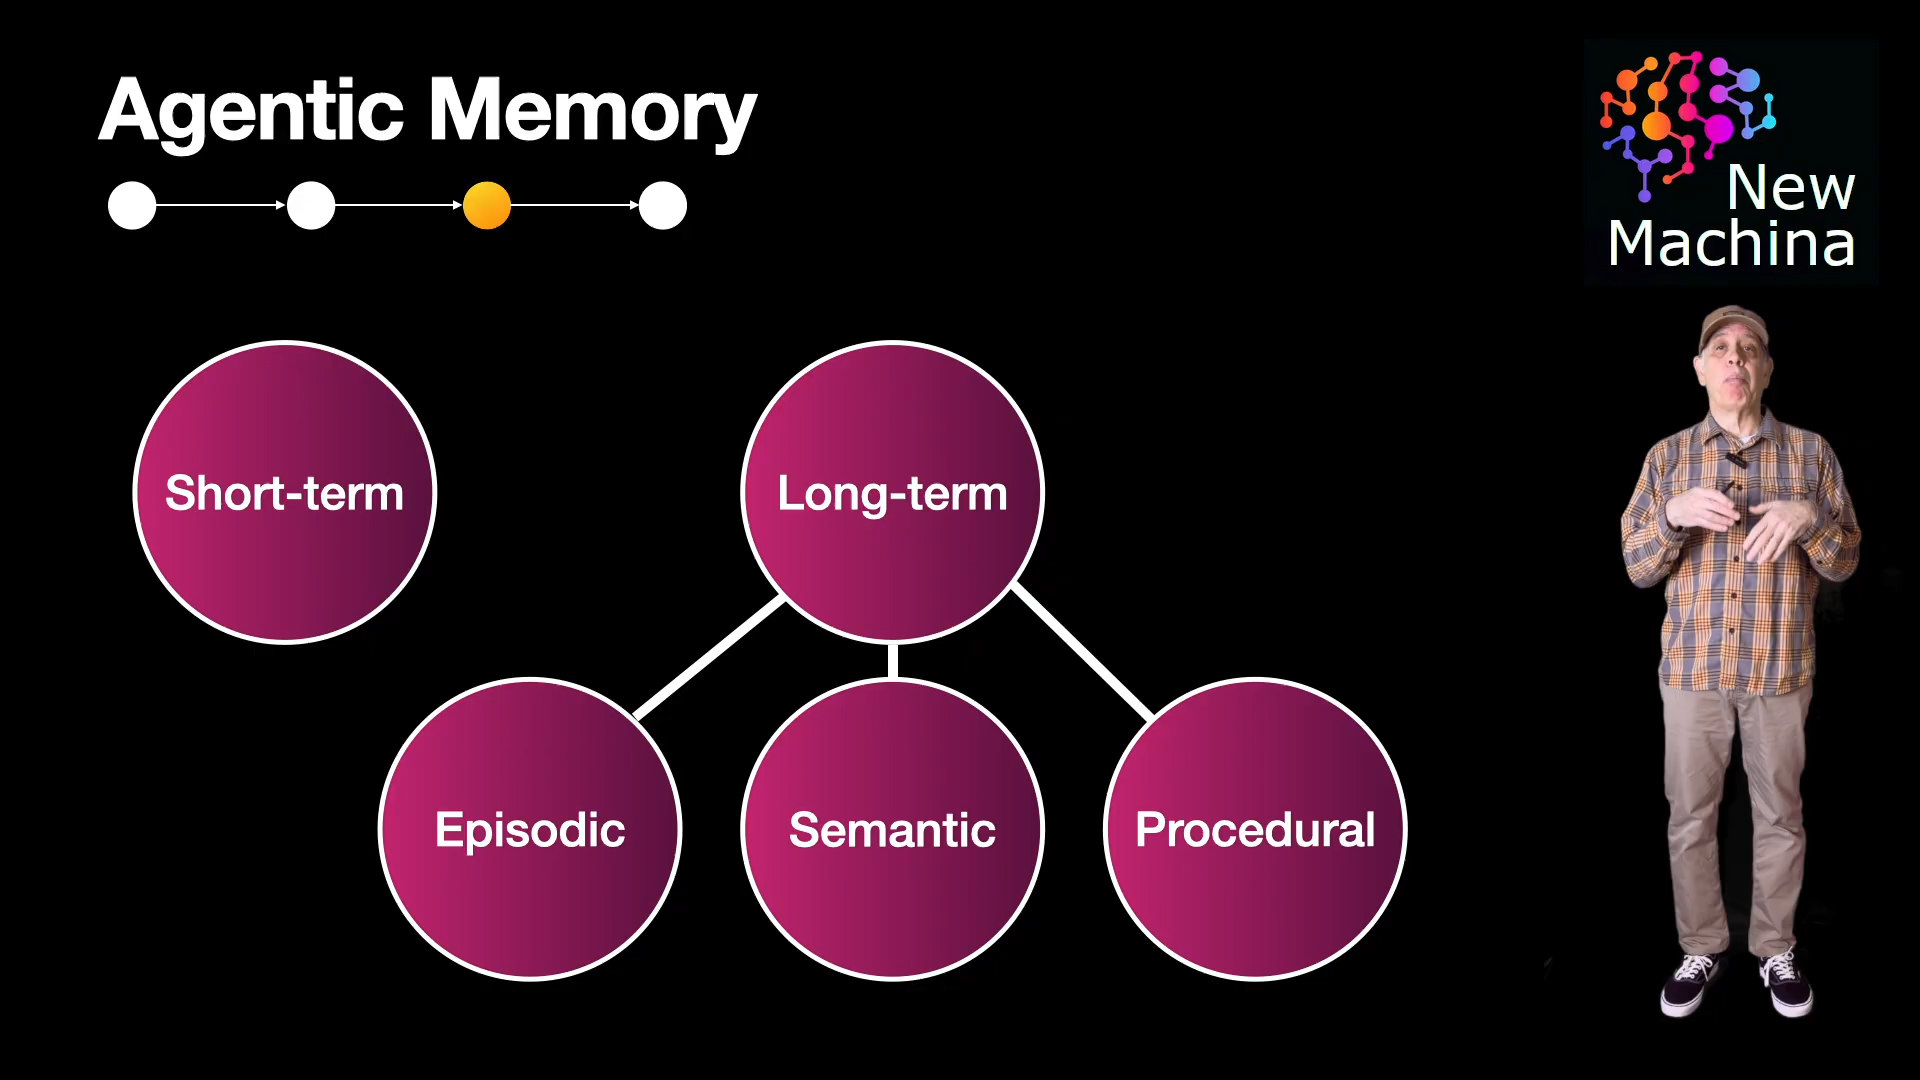 Agentic Memory
New
Machina
Short-term
Long-term
Episodic
Semantic
Procedural